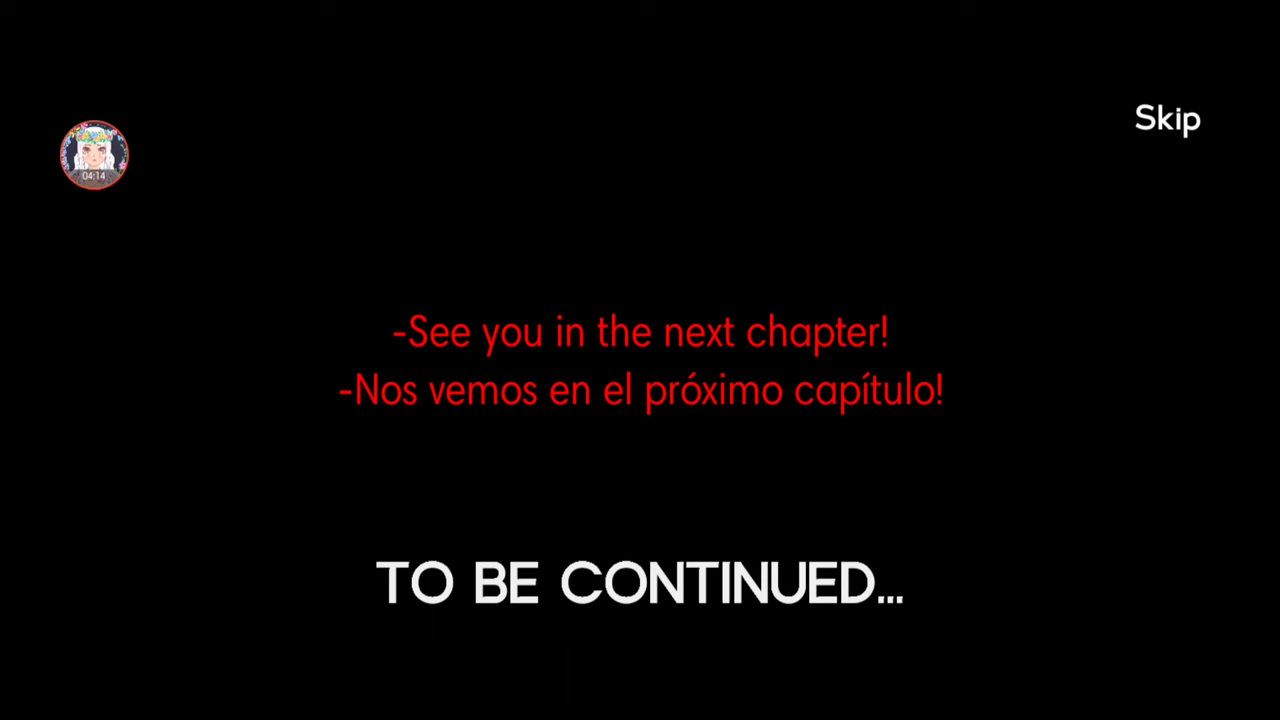 Skip
04:14
-See you in the next chapter!
-Nos vemos en el próximo capítulo!
TO BE CONTINUED...